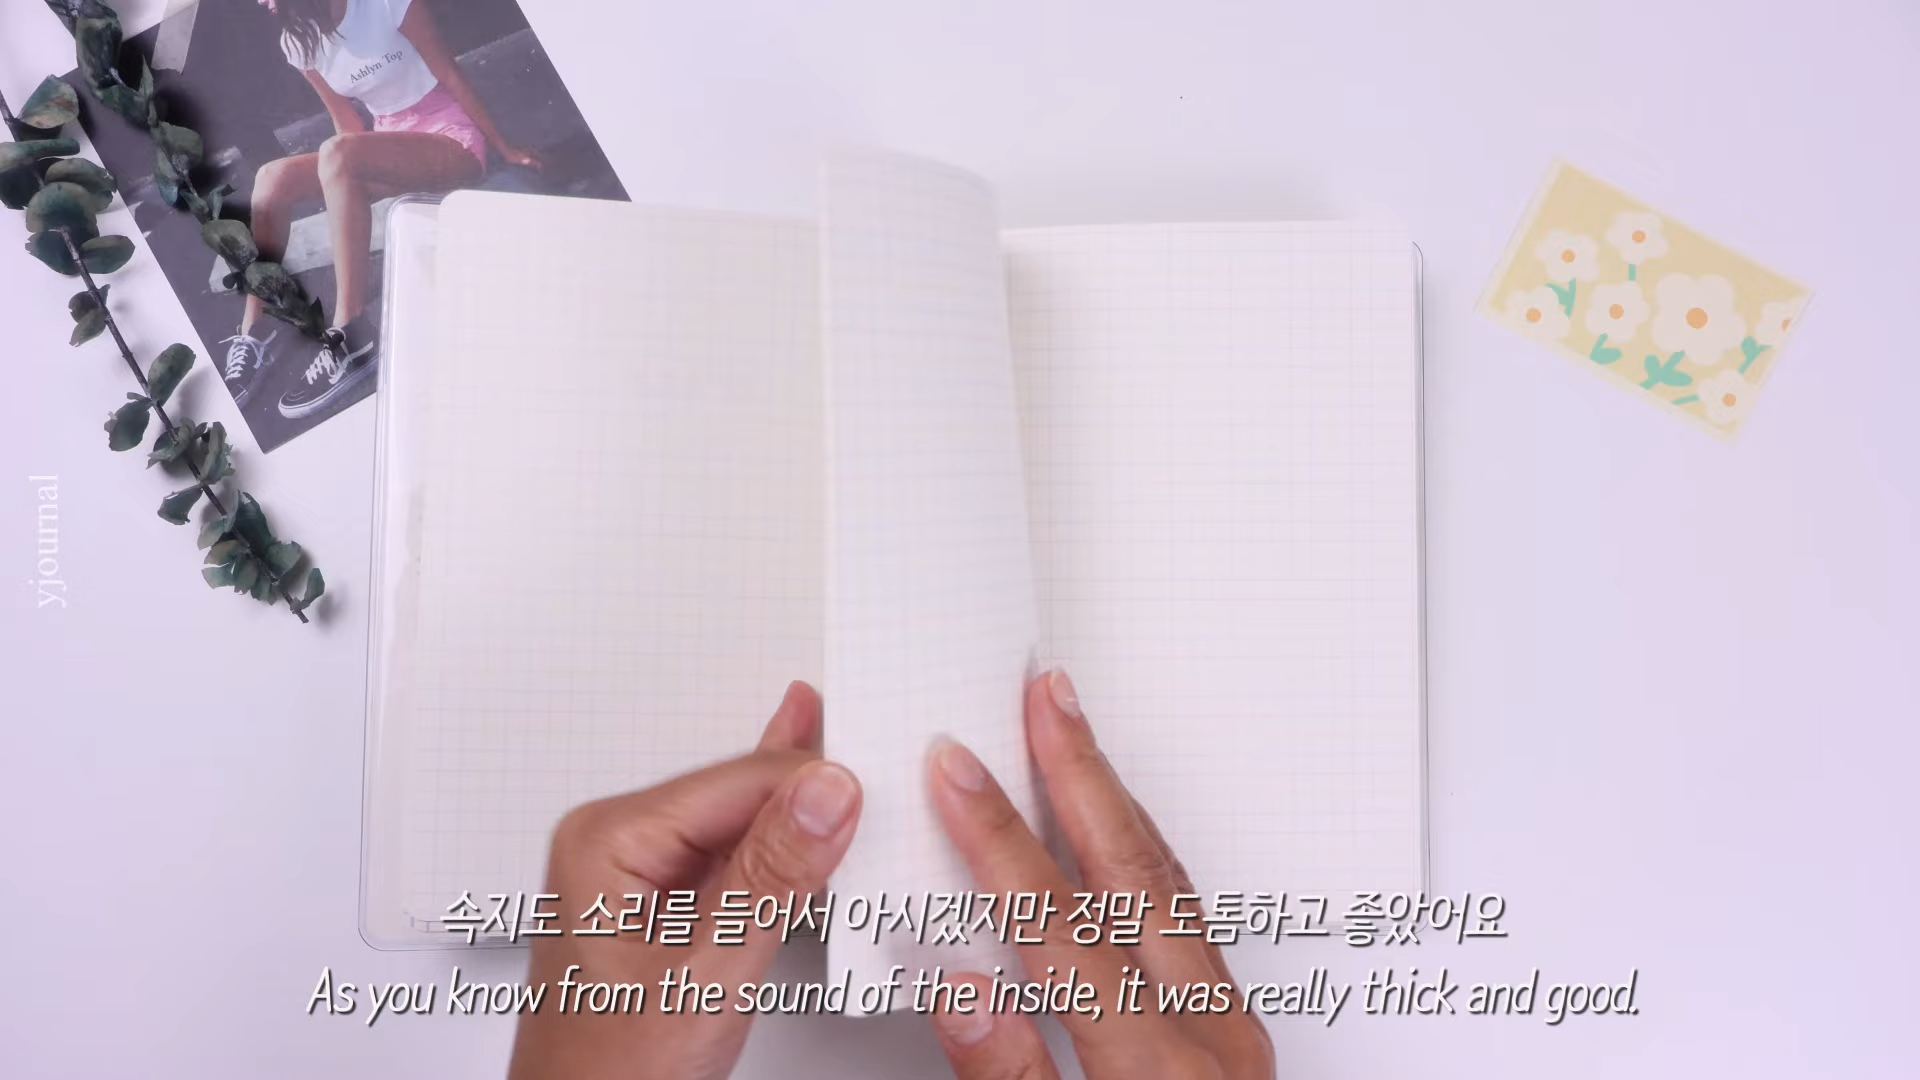 Ashlyn Top
yjournal
속지도 소리를 들어서 아시겠지만 정말 도톰하고 좋았어요
As you know from the sound of the inside, it was really thick and good.